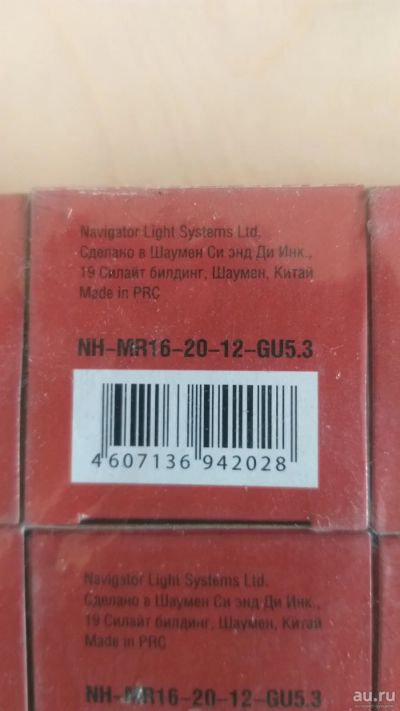 Navigator Light Systems Ltd.
Сделано в Шаумен Си энд Ди Инк.,
19 Силайт билдинг, Шаумен, Китай
Made in PRC
NH-MR16-20-12-GU5.3
4 607136 942028
Navigator Light Systems Ltd.
Сделано в Шаумен Си энд Ди Инк.,
19 Силайт билдинг, Шаумен, Китай
Made in PRC
NH-MR16-20-12-GU5.3
au.ru